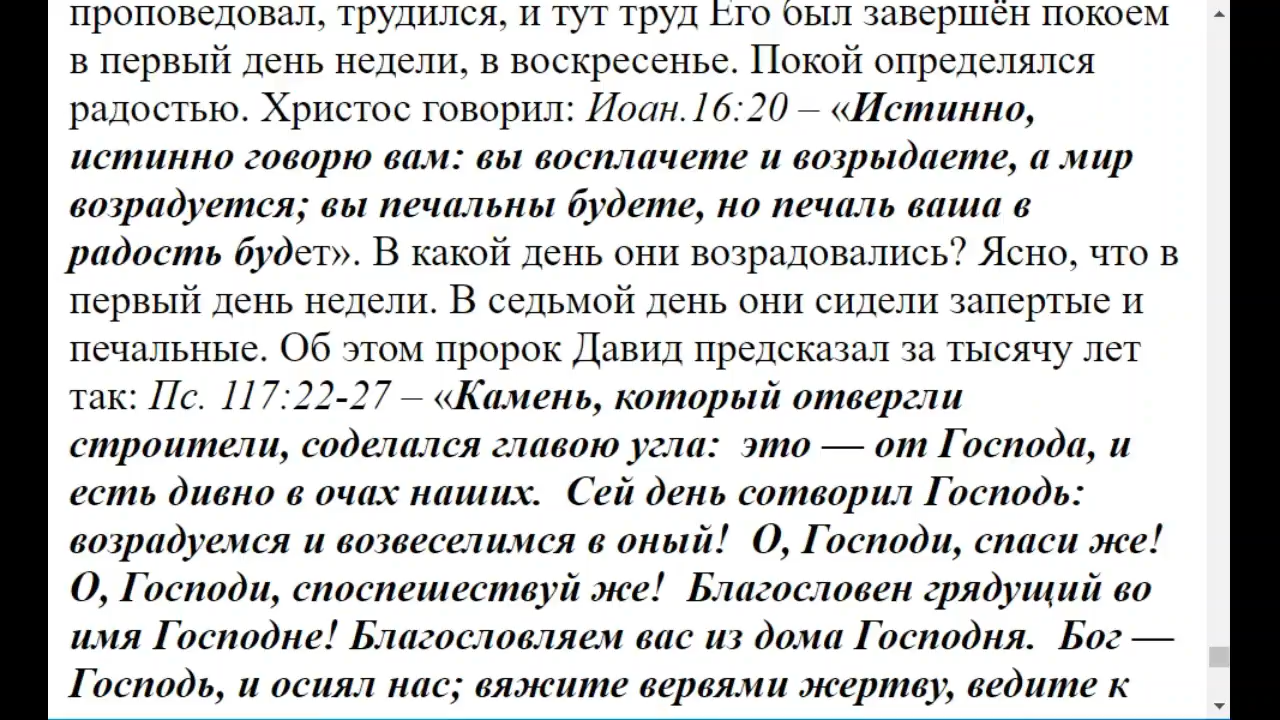 проповедовал, трудился, и тут труд Его был завершён покоем
в первый день недели, в воскресенье. Покой определялся
радостью. Христос говорил: Иоан.16:20 – «Истинно,
истинно говорю вам: вы восплачете и возрыдаете, а мир
возрадуется; вы печальны будете, но печаль ваша в
радость будет». В какой день они возрадовались? Ясно, что в
первый день недели. В седьмой день они сидели запертые и
печальные. Об этом пророк Давид предсказал за тысячу лет
так: Пс. 117:22-27 – «Камень, который отвергли
строители, соделался главою угла:  это — от Господа, и
есть дивно в очах наших.  Сей день сотворил Господь:
возрадуемся и возвеселимся в оный!  О, Господи, спаси же!
О, Господи, споспешествуй же!  Благословен грядущий во
имя Господне! Благословляем вас из дома Господня.  Бог —
Господь, и осиял нас; вяжите вервями жертву, ведите к